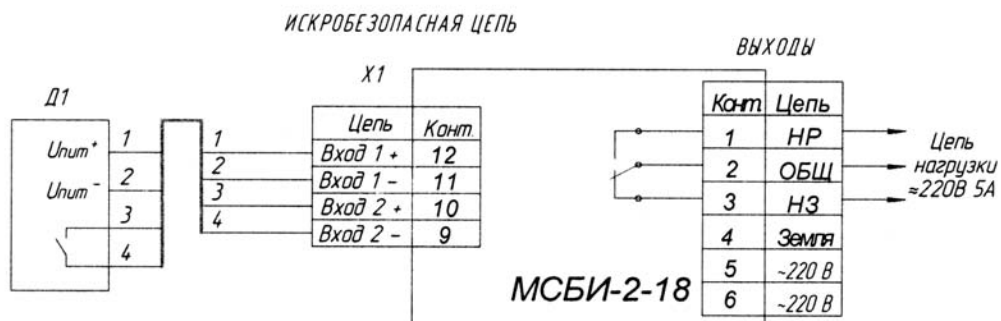 ИСКРОБЕЗОПАСНАЯ ЦЕПЬ
ВЫХОДЫ
Д1
X1
Uпит+
Uпит-
1
2
3
4
1
2
3
4
Цепь Конт.
Вход 1 + 12
Вход 1 - 11
Вход 2 + 10
Вход 2 - 9
Конт. Цепь
1 НР
2 ОБЩ
3 НЗ
4 Земля
5 ~220 В
6 ~220 В
Цепь
нагрузки
≈220В 5А
МСБИ-2-18